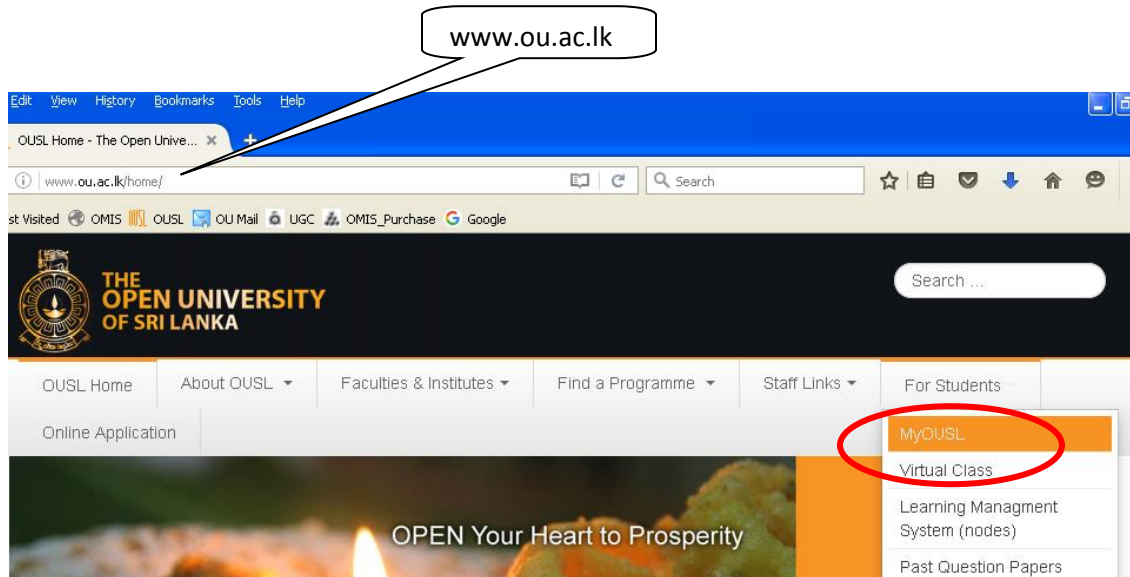 www.ou.ac.lk
Edit View History Bookmarks Tools Help
OUSL Home - The Open Unive... × +
www.ou.ac.lk/home/ Search
st Visited OMIS OUSL OU Mail UGC OMIS_Purchase Google
THE
OPEN UNIVERSITY
OF SRI LANKA
Search ...
OUSL Home About OUSL Faculties & Institutes Find a Programme Staff Links For Students
Online Application
MyOUSL
Virtual Class
Learning Managment
System (nodes)
Past Question Papers
OPEN Your Heart to Prosperity